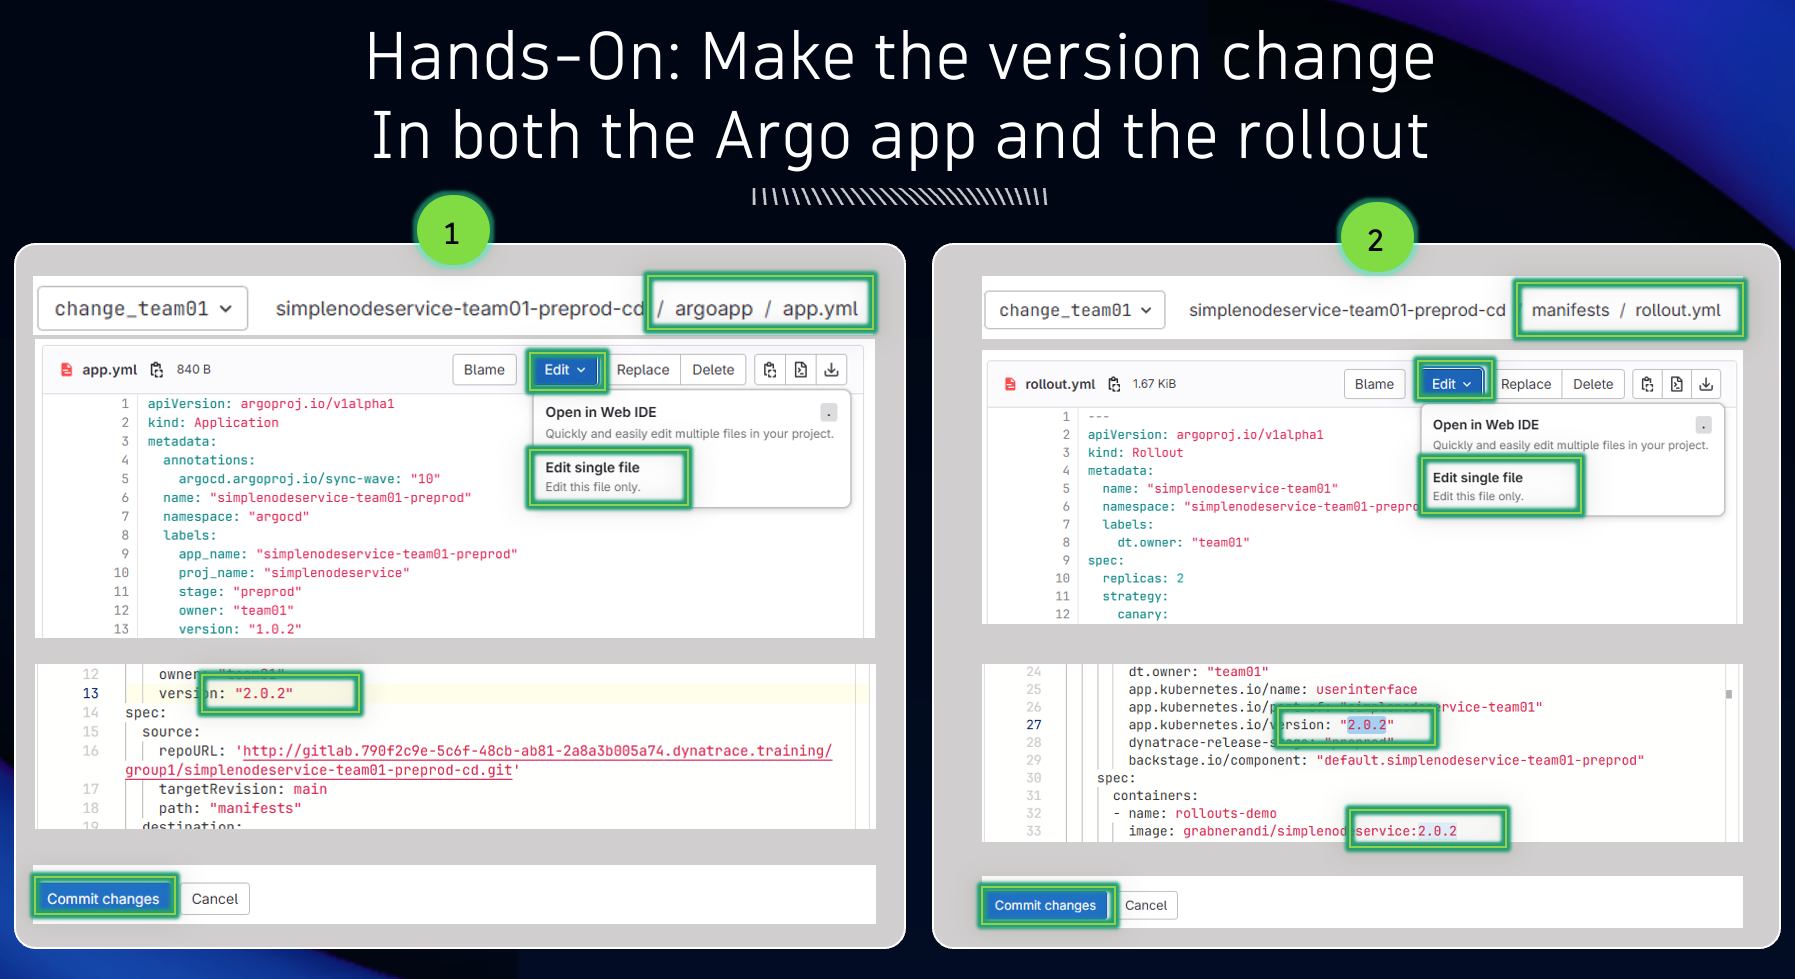 Hands-On: Make the version change
In both the Argo app and the rollout
1
change_team01
simplenodeservice-team01-preprod-cd / argoapp / app.yml
app.yml 840 B
Blame Edit Replace Delete
Open in Web IDE .
Quickly and easily edit multiple files in your project.
Edit single file
Edit this file only.
1 apiVersion: argoproj.io/v1alpha1
2 kind: Application
3 metadata:
4 annotations:
5 argocd.argoproj.io/sync-wave: "10"
6 name: "simplenodeservice-team01-preprod"
7 namespace: "argocd"
8 labels:
9 app_name: "simplenodeservice-team01-preprod"
10 proj_name: "simplenodeservice"
11 stage: "preprod"
12 owner: "team01"
13 version: "1.0.2"
12 owner: "team01"
13 version: "2.0.2"
14 spec:
15 source:
16 repoURL: 'http://gitlab.790f2c9e-5c6f-48cb-ab81-2a8a3b005a74.dynatrace.training/
group1/simplenodeservice-team01-preprod-cd.git'
17 targetRevision: main
18 path: "manifests"
19 destination:
Commit changes Cancel
2
change_team01
simplenodeservice-team01-preprod-cd / manifests / rollout.yml
rollout.yml 1.67 KiB
Blame Edit Replace Delete
Open in Web IDE .
Quickly and easily edit multiple files in your project.
Edit single file
Edit this file only.
1 ---
2 apiVersion: argoproj.io/v1alpha1
3 kind: Rollout
4 metadata:
5 name: "simplenodeservice-team01"
6 namespace: "simplenodeservice-team01-prepro
7 labels:
8 dt.owner: "team01"
9 spec:
10 replicas: 2
11 strategy:
12 canary:
24 dt.owner: "team01"
25 app.kubernetes.io/name: userinterface
26 app.kubernetes.io/part-of: "simplenodeservice-team01"
27 app.kubernetes.io/version: "2.0.2"
28 dynatrace-release-stage: "preprod"
29 backstage.io/component: "default.simplenodeservice-team01-preprod"
30 spec:
31 containers:
32 - name: rollouts-demo
33 image: grabnerandi/simplenodeservice:2.0.2
Commit changes Cancel